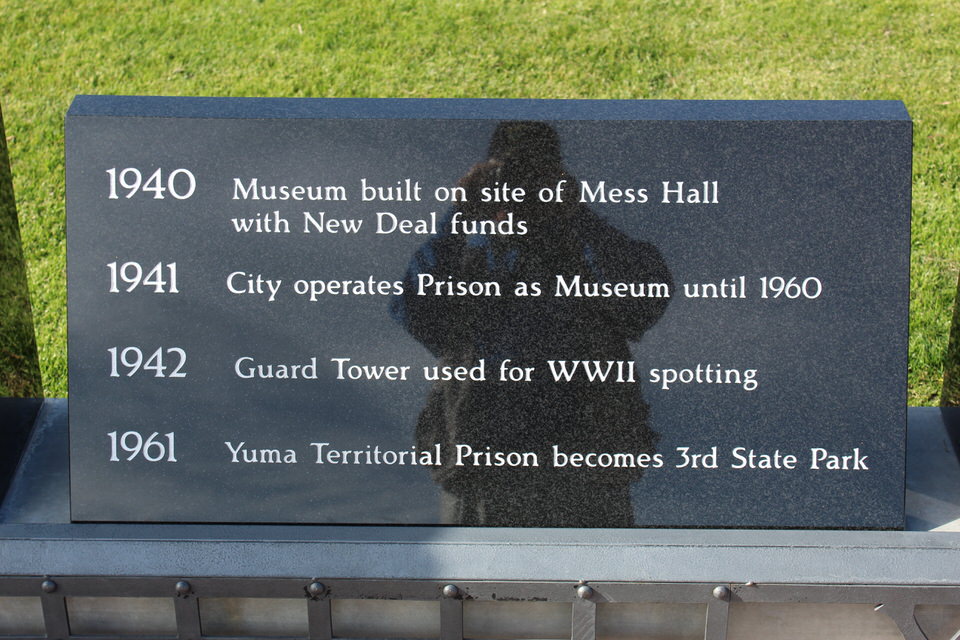 1940 Museum built on site of Mess Hall
with New Deal funds
1941 City operates Prison as Museum until 1960
1942 Guard Tower used for WWII spotting
1961 Yuma Territorial Prison becomes 3rd State Park